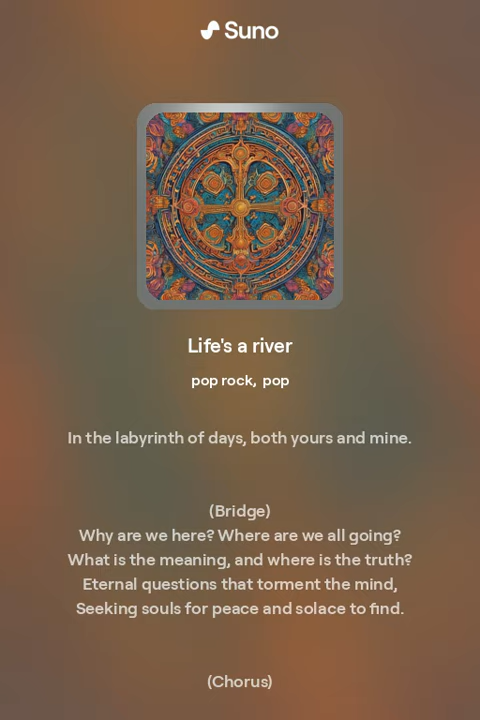 Suno
Life's a river
pop rock, pop
In the labyrinth of days, both yours and mine.
(Bridge)
Why are we here? Where are we all going?
What is the meaning, and where is the truth?
Eternal questions that torment the mind,
Seeking souls for peace and solace to find.
(Chorus)